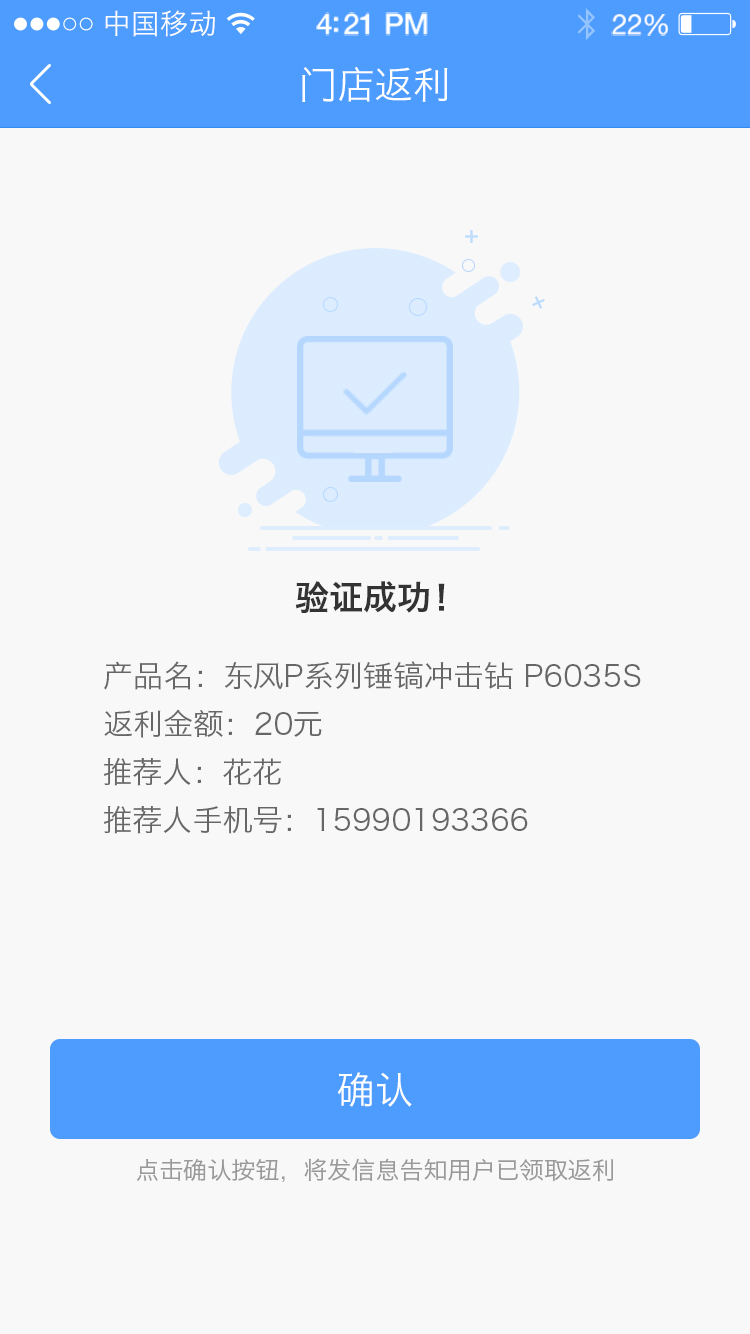 中国移动 4:21 PM 22%
门店返利
验证成功！
产品名：东风P系列锤镐冲击钻 P6035S
返利金额：20元
推荐人：花花
推荐人手机号：15990193366
确认
点击确认按钮，将发信息告知用户已领取返利